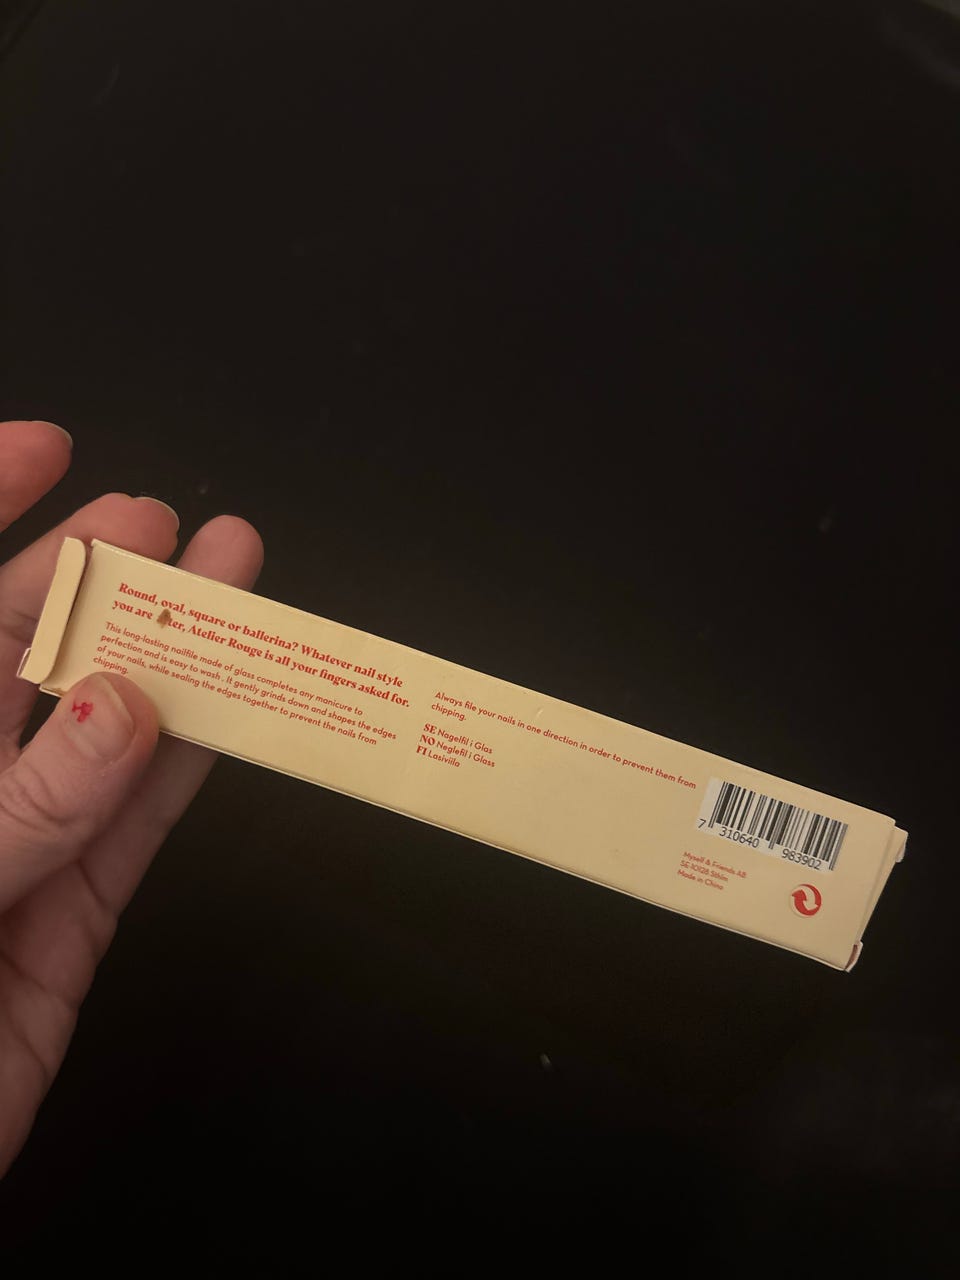 Round, oval, square or ballerina? Whatever nail style
you are after, Atelier Rouge is all your fingers asked for.
This long-lasting nailfile made of glass completes any manicure to
perfection and is easy to wash . It gently grinds down and shapes the edges
of your nails, while sealing the edges together to prevent the nails from
chipping.
Always file your nails in one direction in order to prevent them from
chipping.
SE Nagelfil i Glas
NO Neglefil i Glass
FI Lasiviila
7 310640 983902
Myself & Friends AB
SE-10128 Sthlm
Made in China